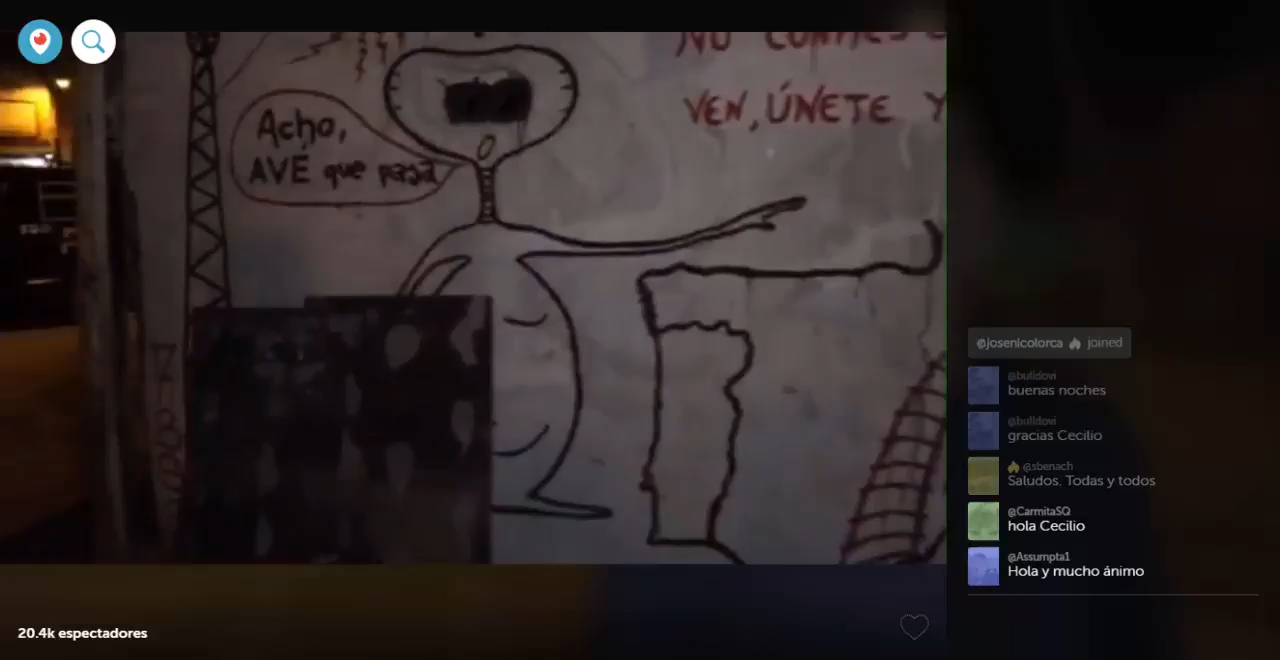 NO
VEN, ÚNETE Y
Acho,
AVE que pasa
@josenicolorca joined
@bulldovi
buenas noches
@bulldovi
gracias Cecilio
@sbenach
Saludos. Todas y todos
@CarmitaSQ
hola Cecilio
@Assumpta1
Hola y mucho ánimo
20.4k espectadores